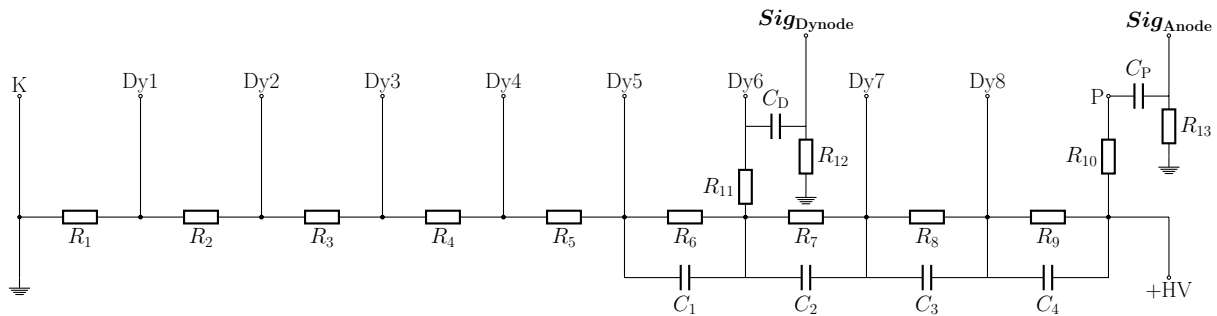 Sig_Dynode
Sig_Anode
K Dy1 Dy2 Dy3 Dy4 Dy5 Dy6 Dy7 Dy8
C_P
C_D
P
R_13
R_12
R_10
R_11
R_1 R_2 R_3 R_4 R_5 R_6 R_7 R_8 R_9
C_1 C_2 C_3 C_4
+HV